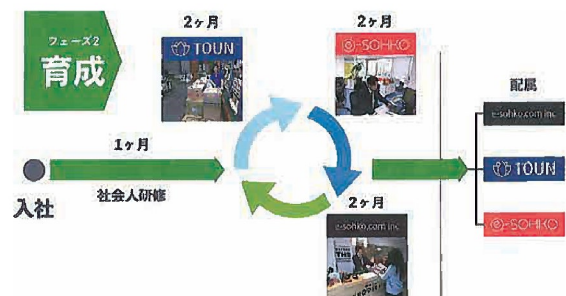 フェーズ2
育成
2ヶ月
TOUN
2ヶ月
e-SOHKO
1ヶ月
社会人研修
入社
2ヶ月
e-sohko.com inc
配属
e-sohko.com inc
TOUN
e-SOHKO